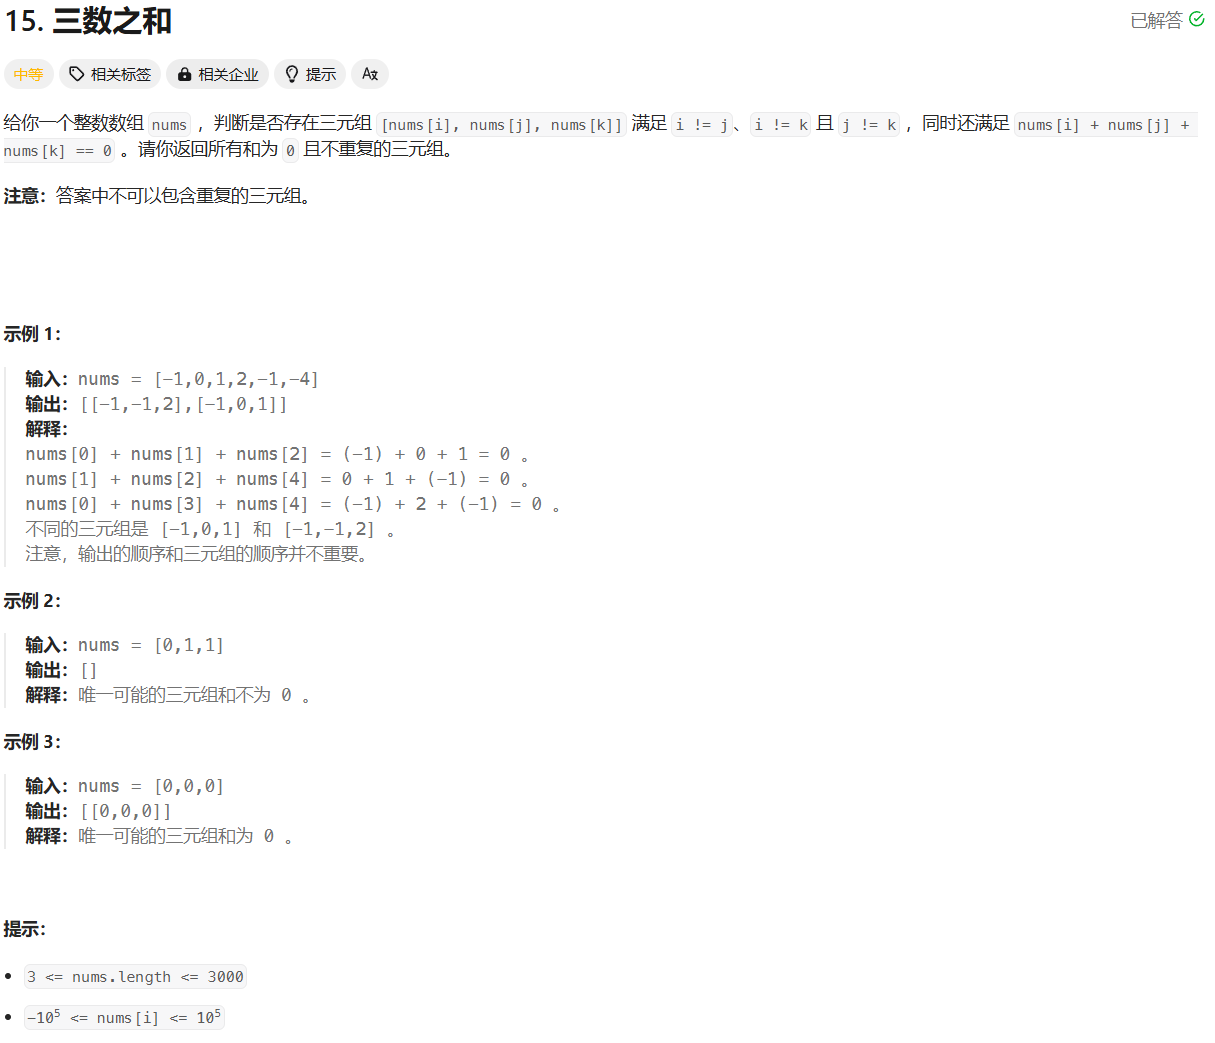 15. 三数之和
已解答
中等 相关标签 相关企业 提示
给你一个整数数组 nums ，判断是否存在三元组 [nums[i], nums[j], nums[k]] 满足 i != j、i != k 且 j != k ，同时还满足 nums[i] + nums[j] +
nums[k] == 0 。请你返回所有和为 0 且不重复的三元组。
注意：答案中不可以包含重复的三元组。
示例 1：
输入：nums = [-1,0,1,2,-1,-4]
输出：[[-1,-1,2],[-1,0,1]]
解释：
nums[0] + nums[1] + nums[2] = (-1) + 0 + 1 = 0 。
nums[1] + nums[2] + nums[4] = 0 + 1 + (-1) = 0 。
nums[0] + nums[3] + nums[4] = (-1) + 2 + (-1) = 0 。
不同的三元组是 [-1,0,1] 和 [-1,-1,2] 。
注意，输出的顺序和三元组的顺序并不重要。
示例 2：
输入：nums = [0,1,1]
输出：[]
解释：唯一可能的三元组和不为 0 。
示例 3：
输入：nums = [0,0,0]
输出：[[0,0,0]]
解释：唯一可能的三元组和为 0 。
提示：
3 <= nums.length <= 3000
-10⁵ <= nums[i] <= 10⁵